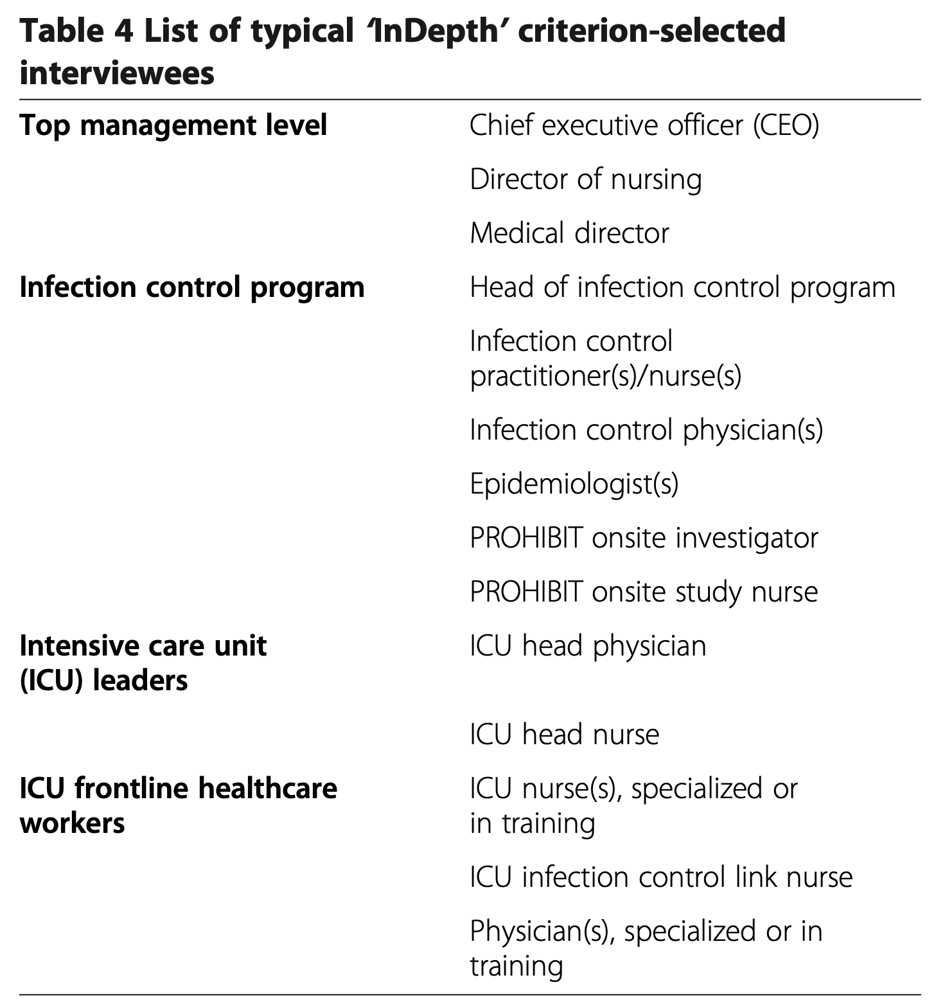 Table 4 List of typical ‘InDepth’ criterion-selected
interviewees
Top management level Chief executive officer (CEO)
Director of nursing
Medical director
Infection control program Head of infection control program
Infection control
practitioner(s)/nurse(s)
Infection control physician(s)
Epidemiologist(s)
PROHIBIT onsite investigator
PROHIBIT onsite study nurse
Intensive care unit ICU head physician
(ICU) leaders
ICU head nurse
ICU frontline healthcare ICU nurse(s), specialized or
workers in training
ICU infection control link nurse
Physician(s), specialized or in
training